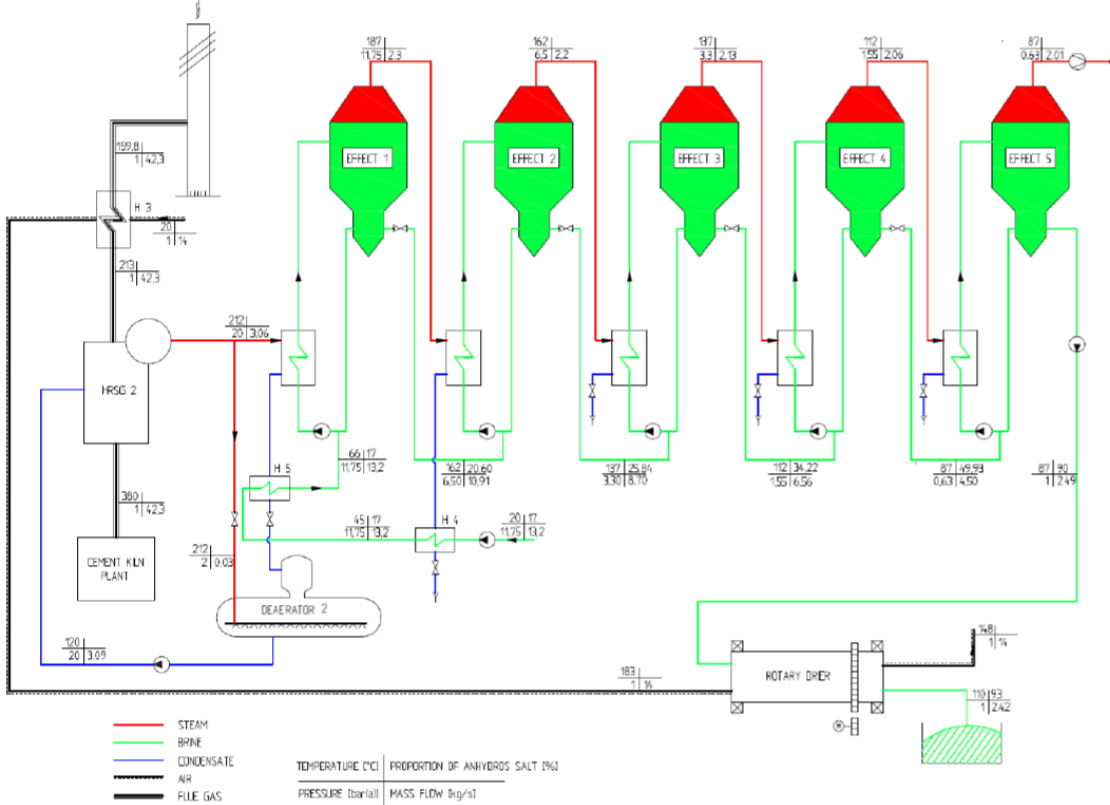 187
11,75 2,3
162
6,5 2,2
137
3,3 2,13
112
1,55 2,06
87
0,63 2,01
EFFECT 1
EFFECT 2
EFFECT 3
EFFECT 4
EFFECT 5
159,8
1 42,3
H 3
20
1 14
213
1 42,3
212
20 3,06
HRSG 2
H 5
66 17
11,75 13,2
162 20,60
6,50 10,91
137 25,84
3,30 8,70
112 34,22
1,55 6,56
87 49,93
0,63 4,50
87 90
1 2,49
380
1 42,3
45 17
11,75 13,2
H 4
20 17
11,75 13,2
CEMENT KILN
PLANT
212
2 0,03
DEAERATOR 2
120
20 3,09
183
1 14
ROTARY DRIER
148
1 14
110 93
1 2,42
STEAM
BRINE
CONDENSATE
AIR
FLUE GAS
TEMPERATURE [°C] PROPORTION OF ANHYDROS SALT [%]
PRESSURE [bar(a)] MASS FLOW [kg/s]